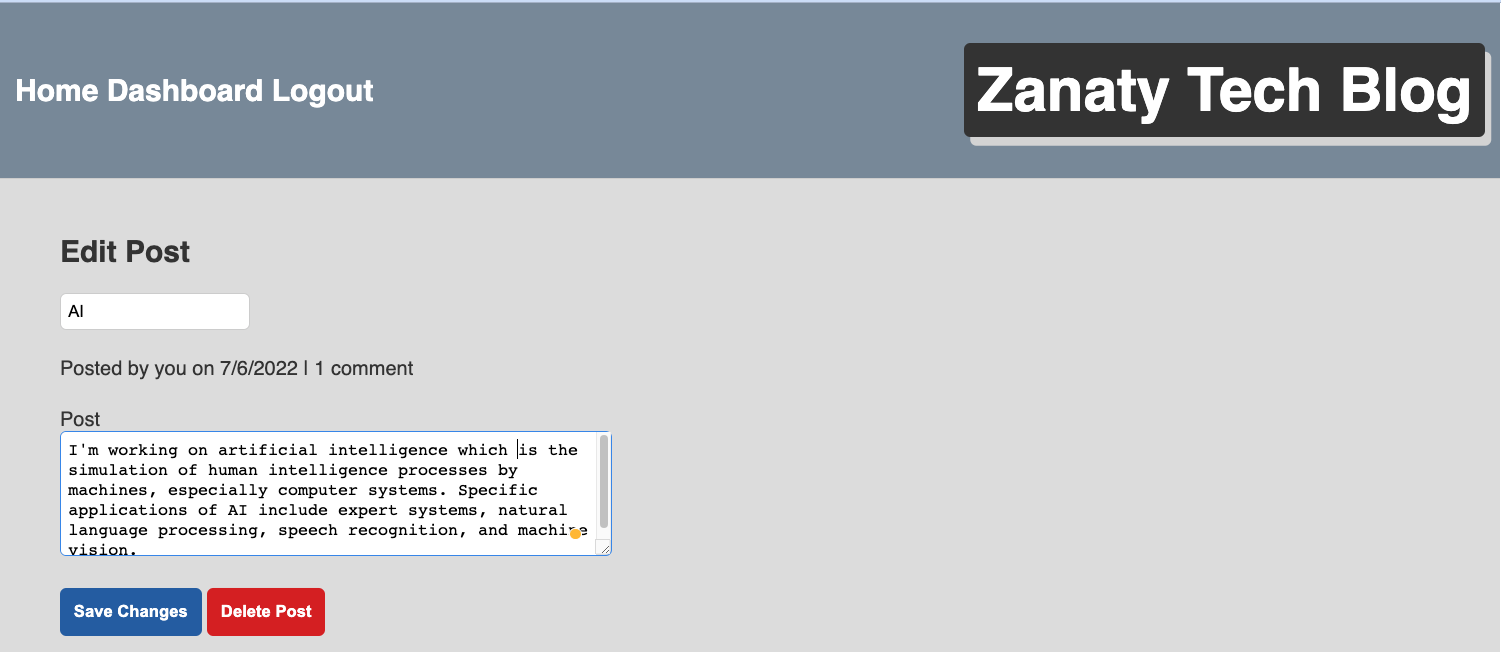 Home Dashboard Logout
Zanaty Tech Blog
Edit Post
AI
Posted by you on 7/6/2022 | 1 comment
Post
I'm working on artificial intelligence which is the
simulation of human intelligence processes by
machines, especially computer systems. Specific
applications of AI include expert systems, natural
language processing, speech recognition, and machine
vision.
Save Changes Delete Post